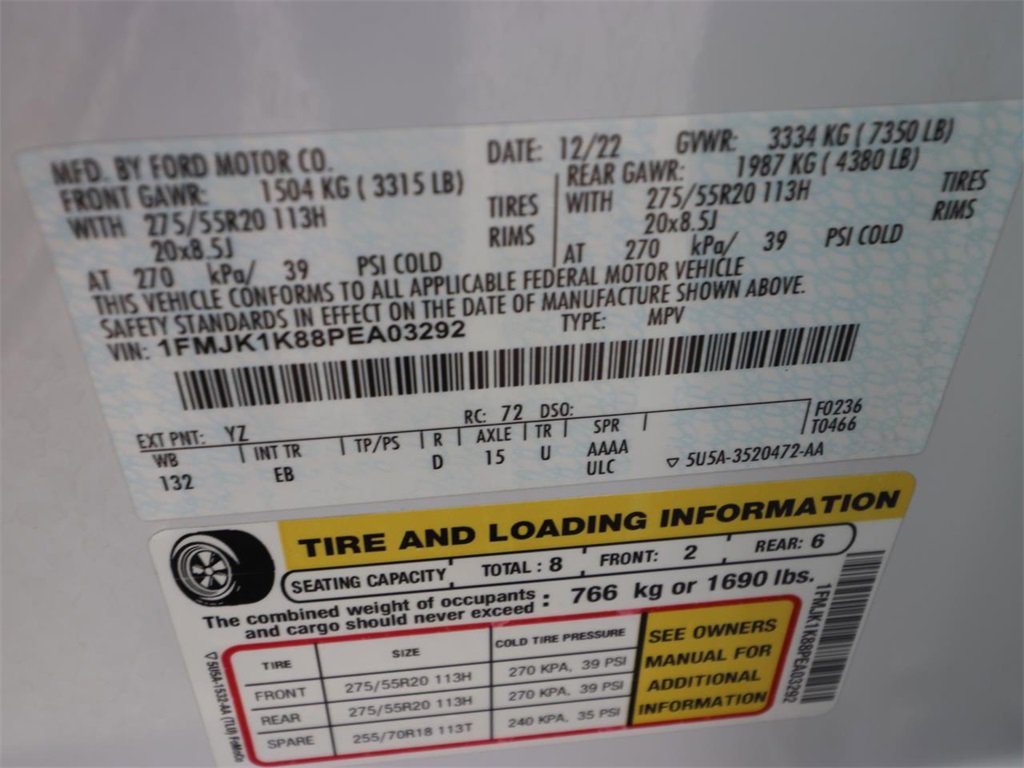 MFD. BY FORD MOTOR CO.
DATE: 12/22 GVWR: 3334 KG ( 7350 LB)
FRONT GAWR: 1504 KG ( 3315 LB)
WITH 275/55R20 113H TIRES
20x8.5J RIMS
AT 270 kPa/ 39 PSI COLD
REAR GAWR: 1987 KG ( 4380 LB)
WITH 275/55R20 113H TIRES
20x8.5J RIMS
AT 270 kPa/ 39 PSI COLD
THIS VEHICLE CONFORMS TO ALL APPLICABLE FEDERAL MOTOR VEHICLE
SAFETY STANDARDS IN EFFECT ON THE DATE OF MANUFACTURE SHOWN ABOVE.
VIN: 1FMJK1K88PEA03292 TYPE: MPV
EXT PNT: YZ RC: 72 DSO: F0236
WB INT TR TP/PS R AXLE TR SPR T0466
132 EB D 15 U AAAA
ULC ▽ 5U5A-3520472-AA
TIRE AND LOADING INFORMATION
SEATING CAPACITY TOTAL : 8 FRONT: 2 REAR: 6
The combined weight of occupants
and cargo should never exceed : 766 kg or 1690 lbs.
TIRE SIZE COLD TIRE PRESSURE
FRONT 275/55R20 113H 270 KPA, 39 PSI
REAR 275/55R20 113H 270 KPA, 39 PSI
SPARE 255/70R18 113T 240 KPA, 35 PSI
SEE OWNERS
MANUAL FOR
ADDITIONAL
INFORMATION
1FMJK1K88PEA03292
▽ 5U5A-1532-AA (TLU) FoMoCo